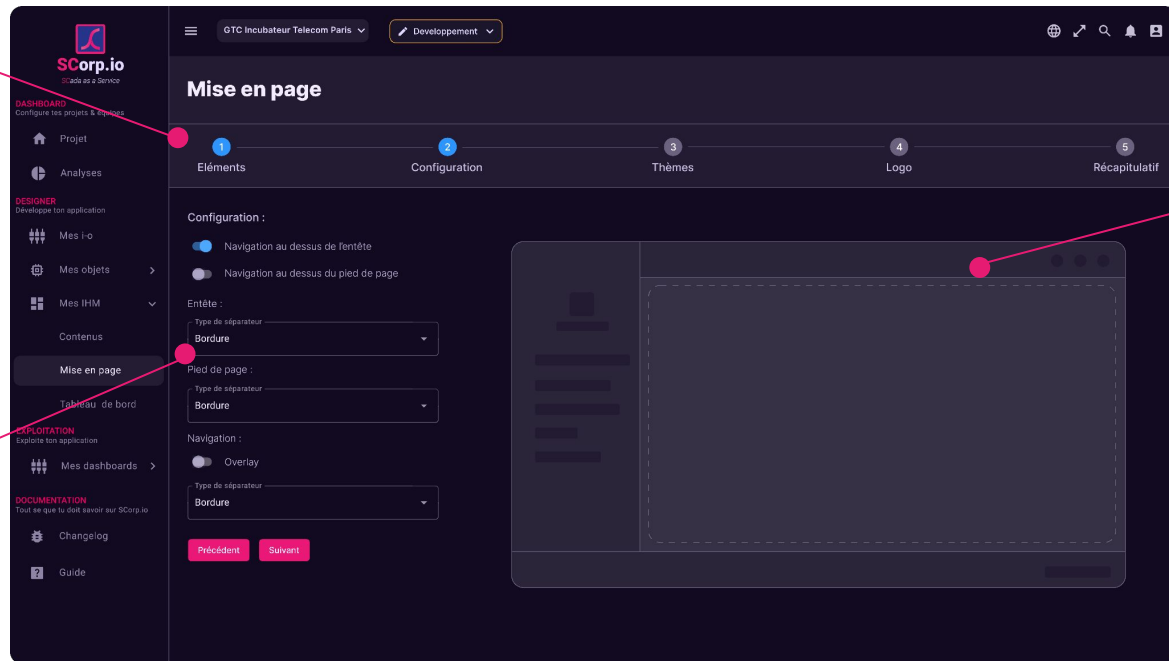 SCorp.io
SCada as a Service
DASHBOARD
Configure tes projets & équipes
Projet
Analyses
DESIGNER
Développe ton application
Mes i-o
Mes objets
Mes IHM
Contenus
Mise en page
Tableau de bord
EXPLOITATION
Exploite ton application
Mes dashboards
DOCUMENTATION
Tout se que tu doit savoir sur SCorp.io
Changelog
Guide
GTC Incubateur Telecom Paris
Developpement
Mise en page
1
2
3
4
5
Eléments
Configuration
Thèmes
Logo
Récapitulatif
Configuration :
Navigation au dessus de l'entête
Navigation au dessus du pied de page
Entête :
Type de séparateur
Bordure
Pied de page :
Type de séparateur
Bordure
Navigation :
Overlay
Type de séparateur
Bordure
Précédent
Suivant